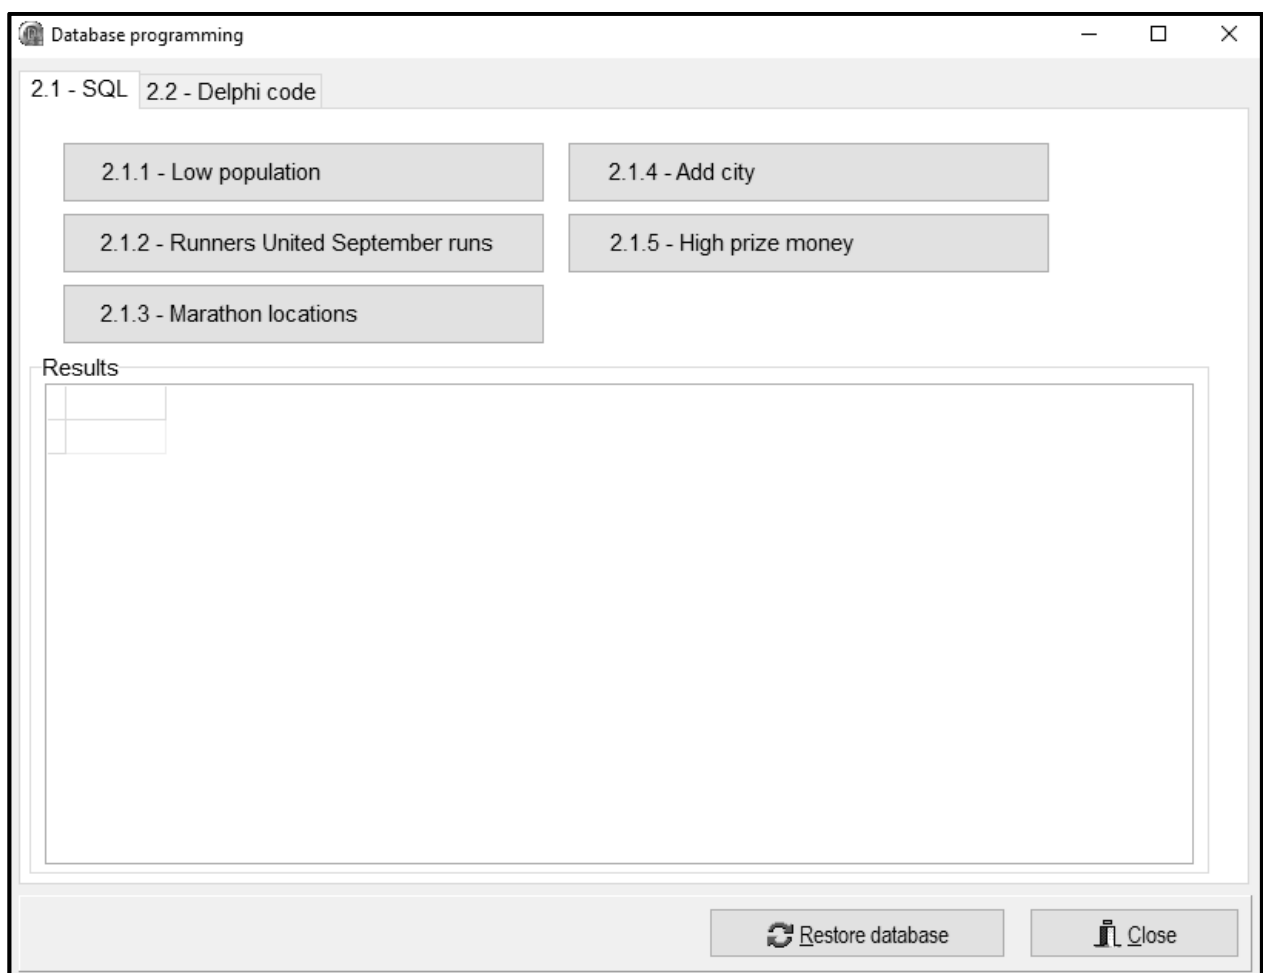 Database programming
2.1 - SQL
2.2 - Delphi code
2.1.1 - Low population
2.1.4 - Add city
2.1.2 - Runners United September runs
2.1.5 - High prize money
2.1.3 - Marathon locations
Results
Restore database
Close